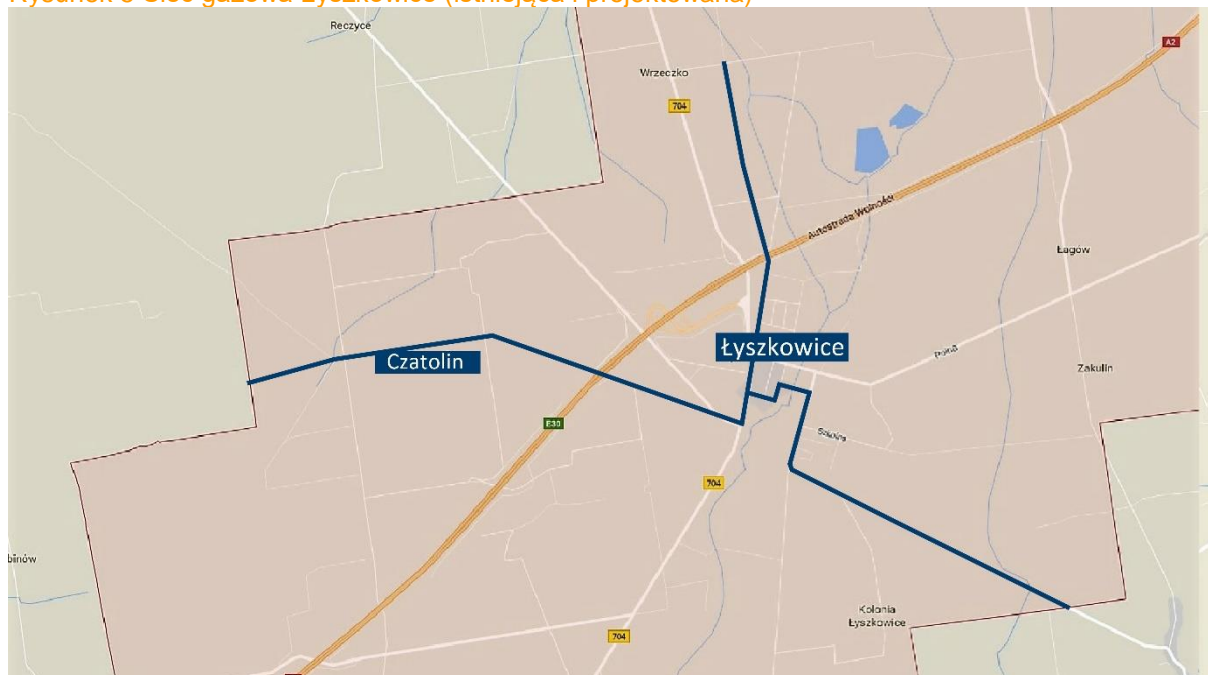 Rysunek 8 Sieć gazowa Łyszkowice (istniejąca i projektowana)
Reczyce
A2
Wrzeczko
704
Autostrada Wolności
Łagów
Łyszkowice
Polna
Czatolin
Zakulin
E30
Szkolna
704
binów
Kolonia
Łyszkowice
704